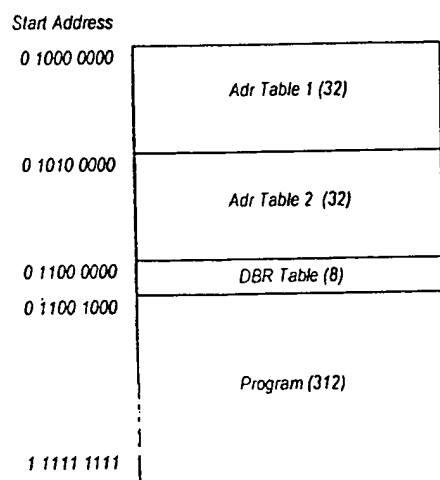 Start Address
0 1000 0000
Adr Table 1 (32)
0 1010 0000
Adr Table 2 (32)
0 1100 0000
DBR Table (8)
0 1100 1000
Program (312)
1 1111 1111